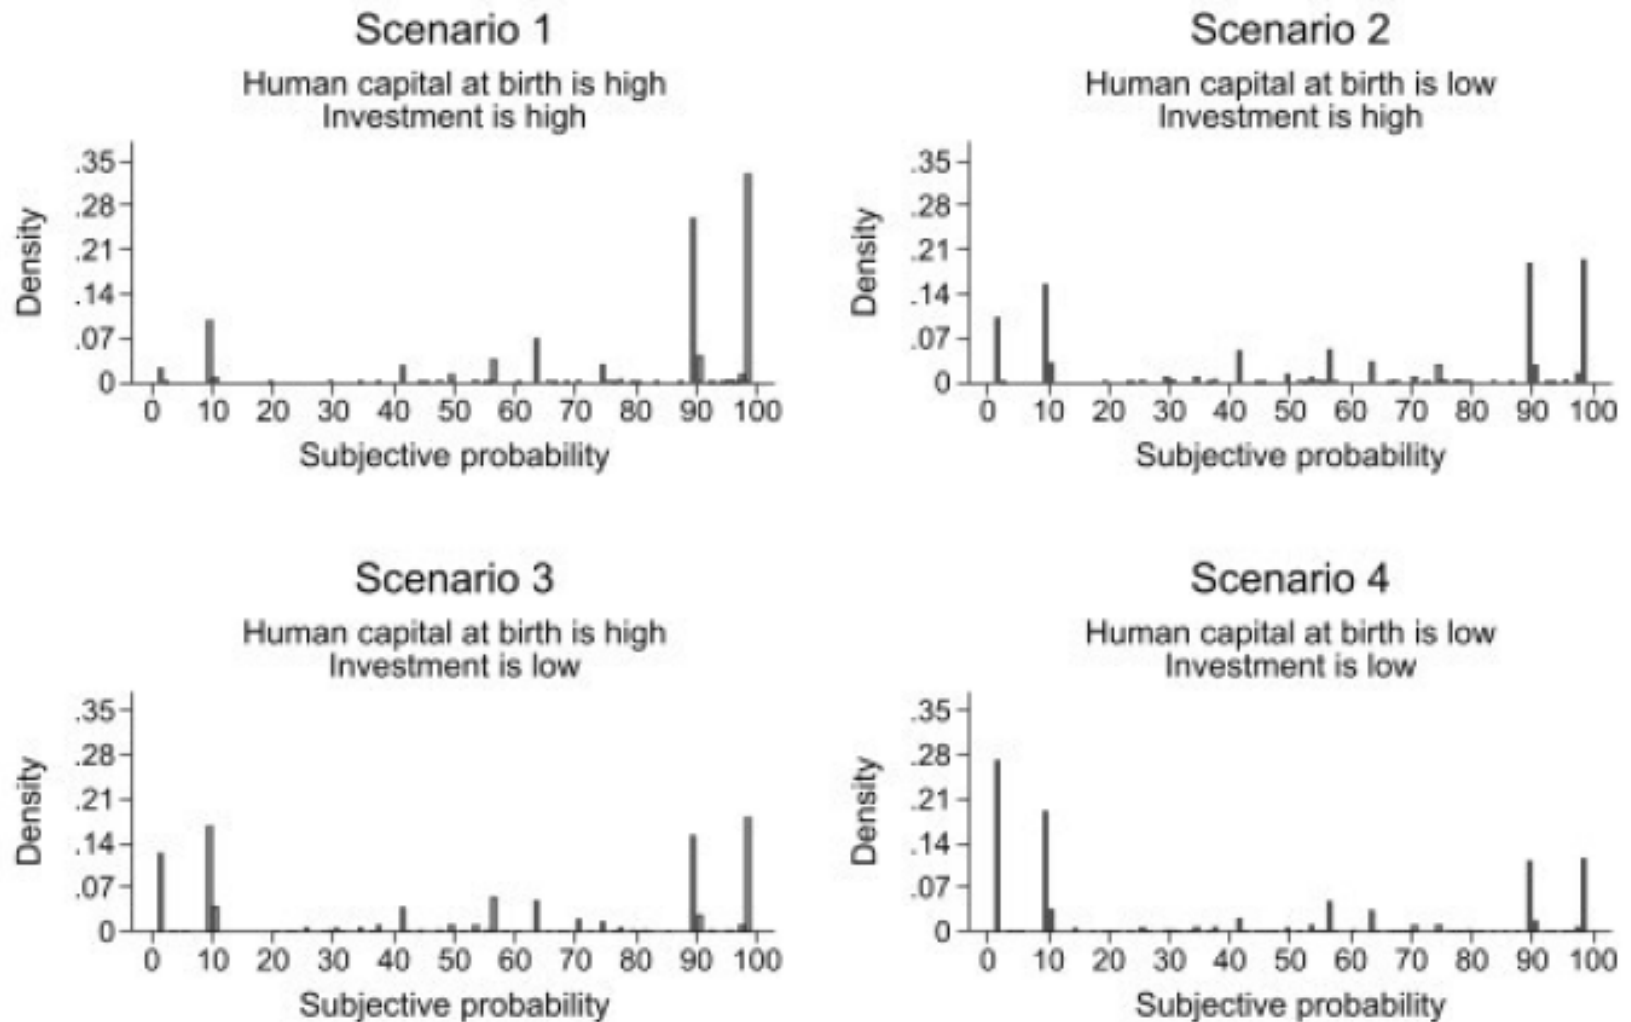 Scenario 1
Human capital at birth is high
Investment is high
Density
.35
.28
.21
.14
.07
0
0 10 20 30 40 50 60 70 80 90 100
Subjective probability
Scenario 2
Human capital at birth is low
Investment is high
Density
.35
.28
.21
.14
.07
0
0 10 20 30 40 50 60 70 80 90 100
Subjective probability
Scenario 3
Human capital at birth is high
Investment is low
Density
.35
.28
.21
.14
.07
0
0 10 20 30 40 50 60 70 80 90 100
Subjective probability
Scenario 4
Human capital at birth is low
Investment is low
Density
.35
.28
.21
.14
.07
0
0 10 20 30 40 50 60 70 80 90 100
Subjective probability